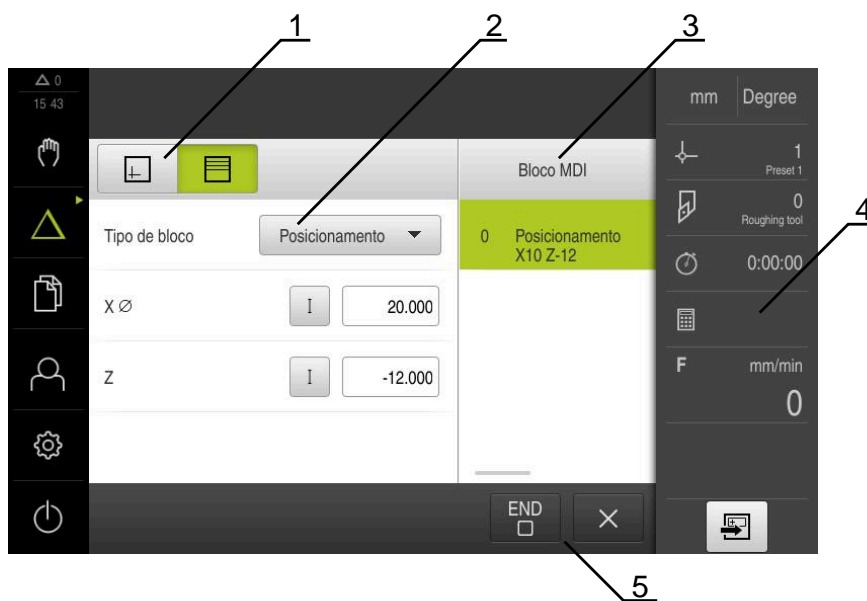 1
2
3
0
15 43
mm Degree
1
Preset 1
Bloco MDI
0
Roughing tool
4
Tipo de bloco Posicionamento
0 Posicionamento
X10 Z-12
0:00:00
X Ø I 20.000
F mm/min
0
Z I -12.000
END
5